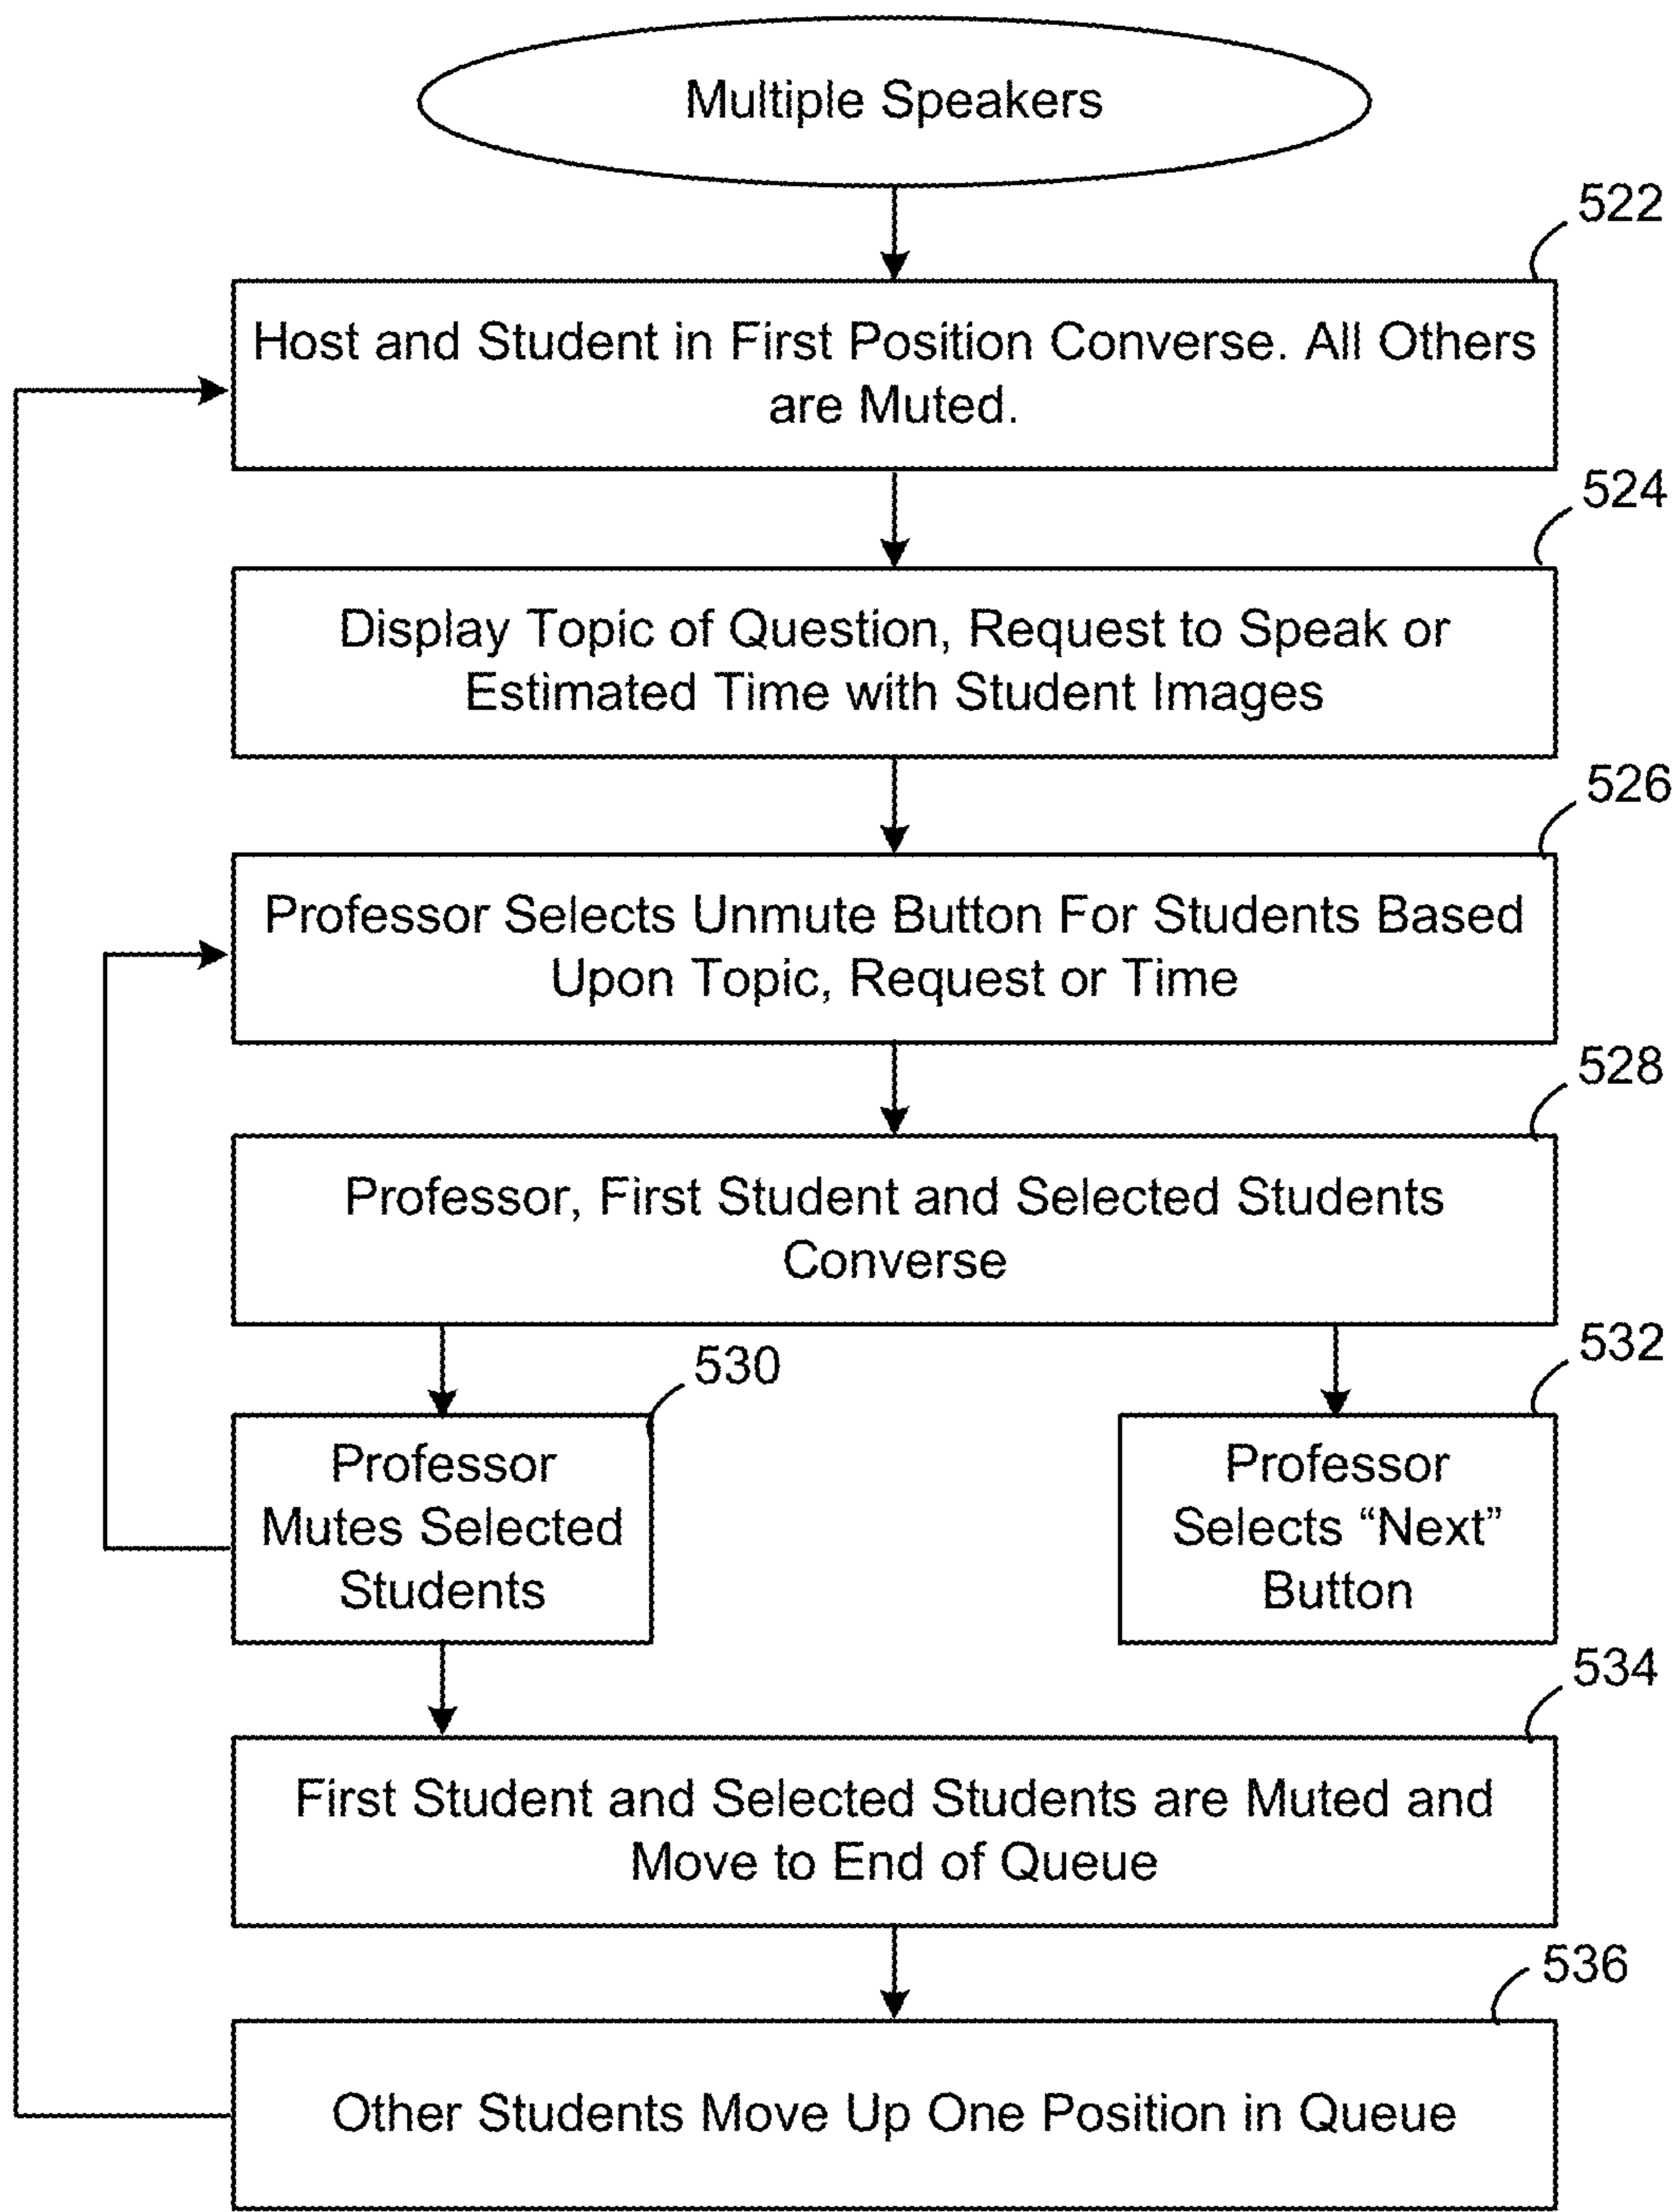 Multiple Speakers
522
Host and Student in First Position Converse. All Others
are Muted.
524
Display Topic of Question, Request to Speak or
Estimated Time with Student Images
526
Professor Selects Unmute Button For Students Based
Upon Topic, Request or Time
528
Professor, First Student and Selected Students
Converse
530
Professor
Mutes Selected
Students
532
Professor
Selects “Next”
Button
534
First Student and Selected Students are Muted and
Move to End of Queue
536
Other Students Move Up One Position in Queue